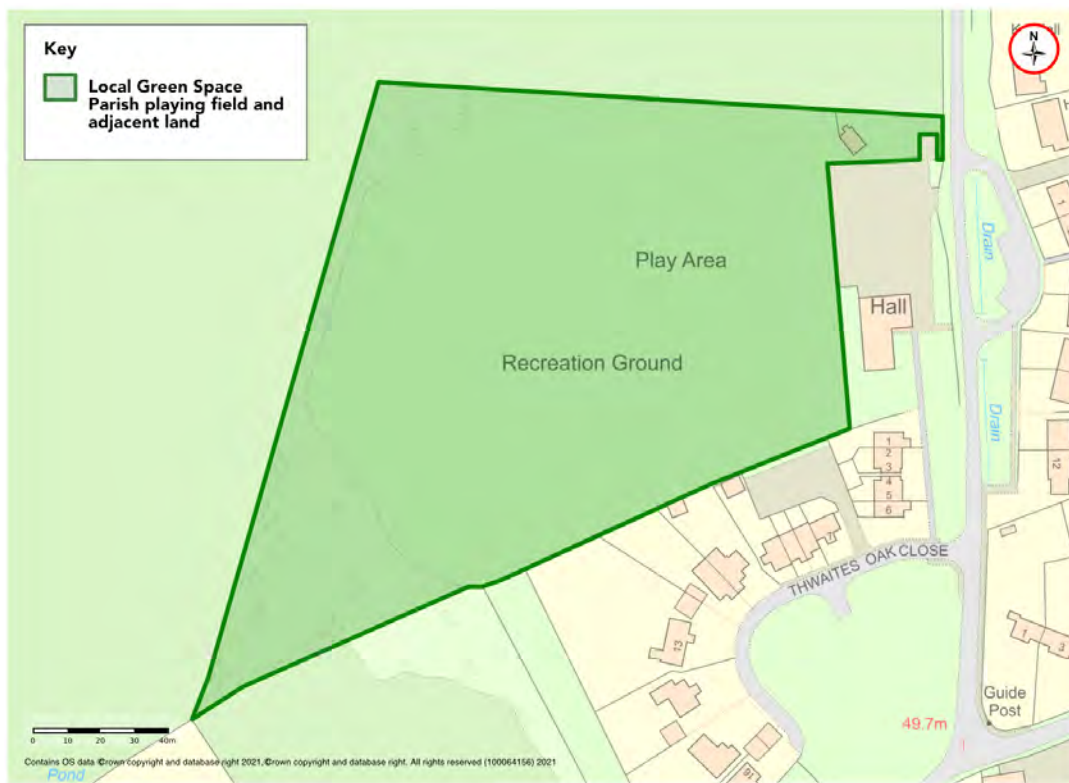 Key
Local Green Space
Parish playing field and
adjacent land
N
1
Drain
Play Area
Hall
Recreation Ground
Drain
1
2
3
4
5
6
12
THWAITES OAK CLOSE
13
1
3
Guide
Post
49.7m
16
0 10 20 30 40m
Contains OS data ©rown copyright and database right 2021,©rown copyright and database right. All rights reserved (100064156) 2021
Pond